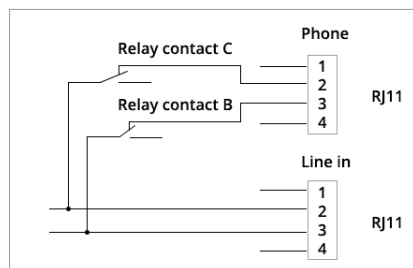 Phone
Relay contact C
1
2
RJ11
Relay contact B
3
4
Line in
1
2
RJ11
3
4